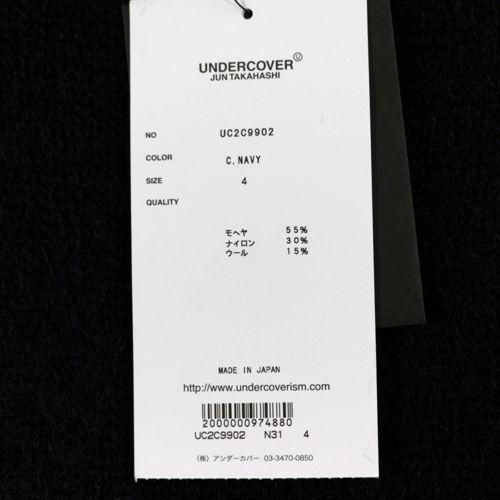 UNDERCOVER Ⓤ
JUN TAKAHASHI
NO UC2C9902
COLOR C.NAVY
SIZE 4
QUALITY
モヘヤ 55%
ナイロン 30%
ウール 15%
MADE IN JAPAN
http://www.undercoverism.com
2000000974880
UC2C9902 N31 4
(株) アンダーカバー 03-3470-0850